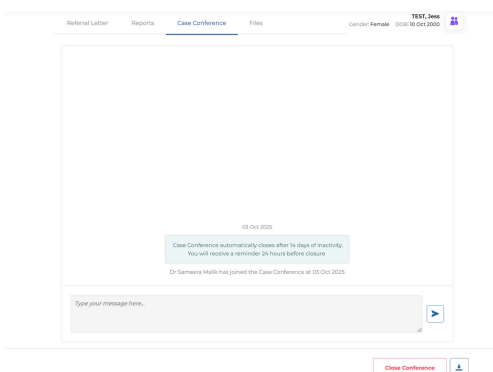 Referral Letter Reports Case Conference Files
TEST, Jess
Gender: Female DOB: 10 Oct 2000
03 Oct 2025
Case Conference automatically closes after 14 days of inactivity.
You will receive a reminder 24 hours before closure
Dr Sameera Malik has joined the Case Conference at 03 Oct 2025
Type your message here...
Close Conference